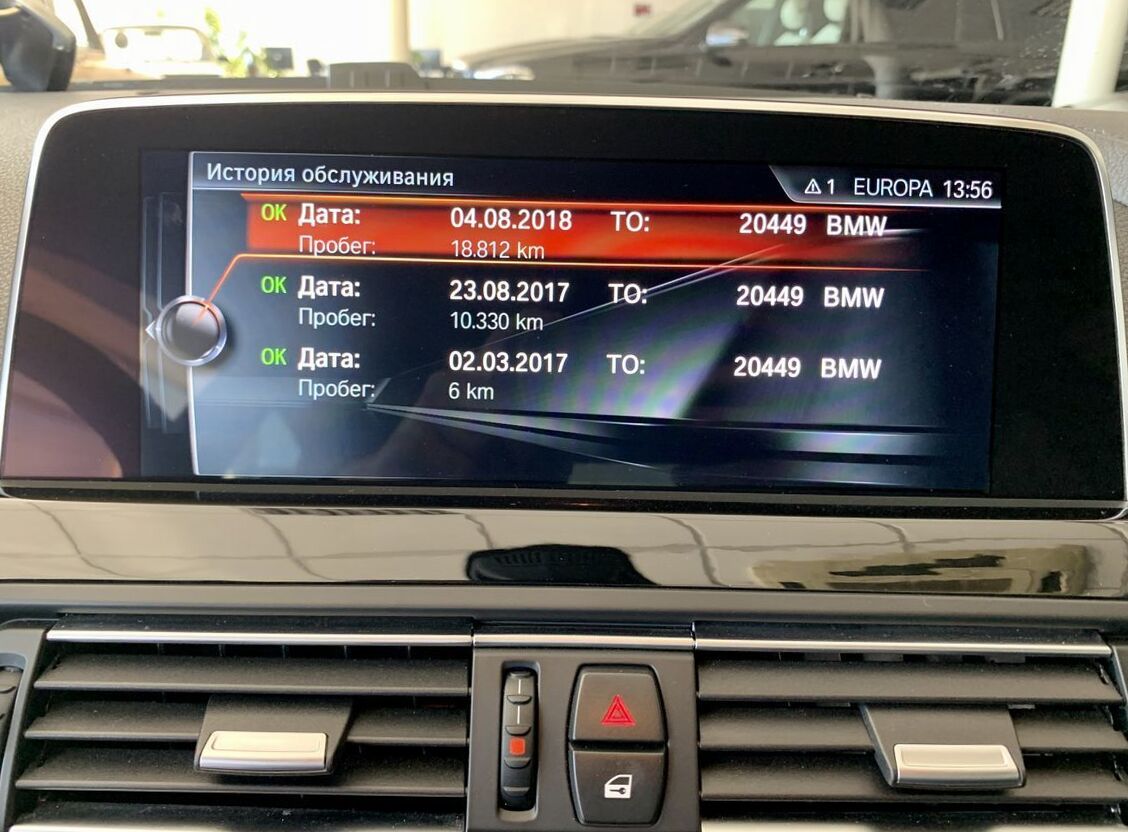 История обслуживания
1 EUROPA 13:56
OK Дата: 04.08.2018 ТО: 20449 BMW
Пробег: 18.812 km
OK Дата: 23.08.2017 ТО: 20449 BMW
Пробег: 10.330 km
OK Дата: 02.03.2017 ТО: 20449 BMW
Пробег: 6 km